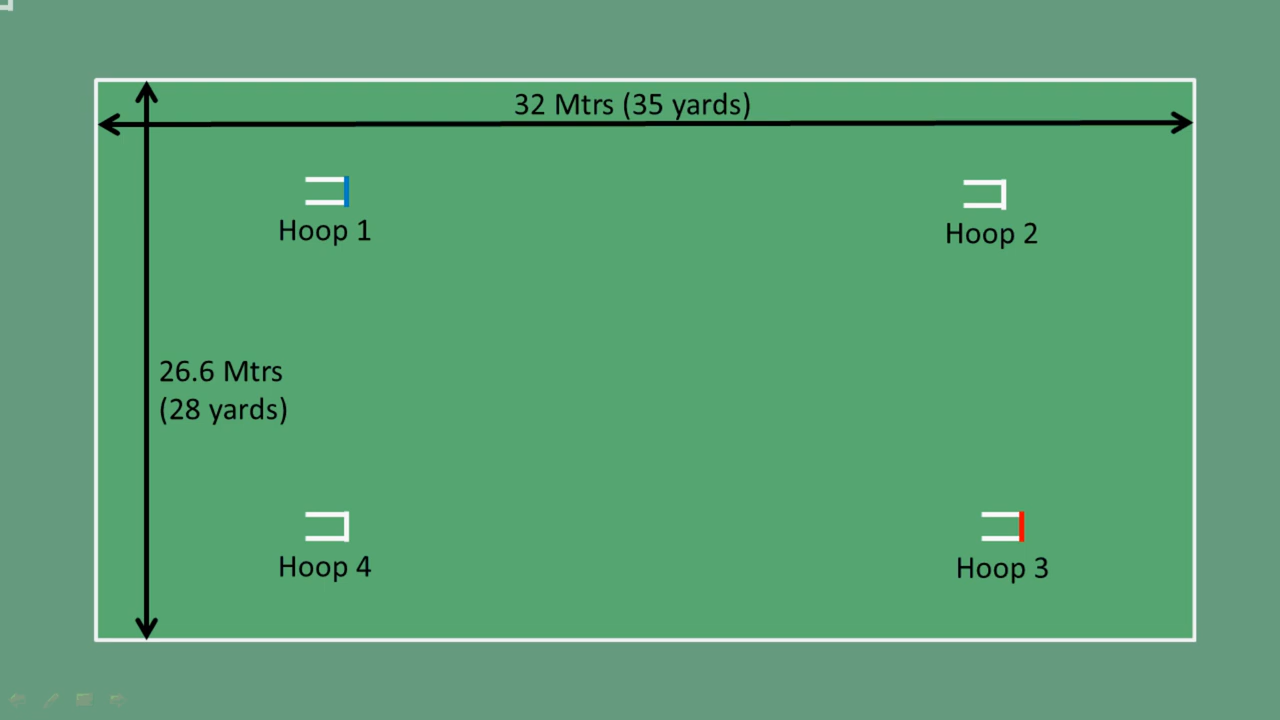 32 Mtrs (35 yards)
Hoop 1
Hoop 2
26.6 Mtrs
(28 yards)
Hoop 4
Hoop 3